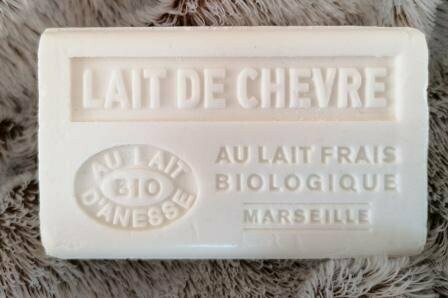 LAIT DE CHEVRE
AU LAIT
BIO
D'ANESSE
AU LAIT FRAIS
BIOLOGIQUE
MARSEILLE